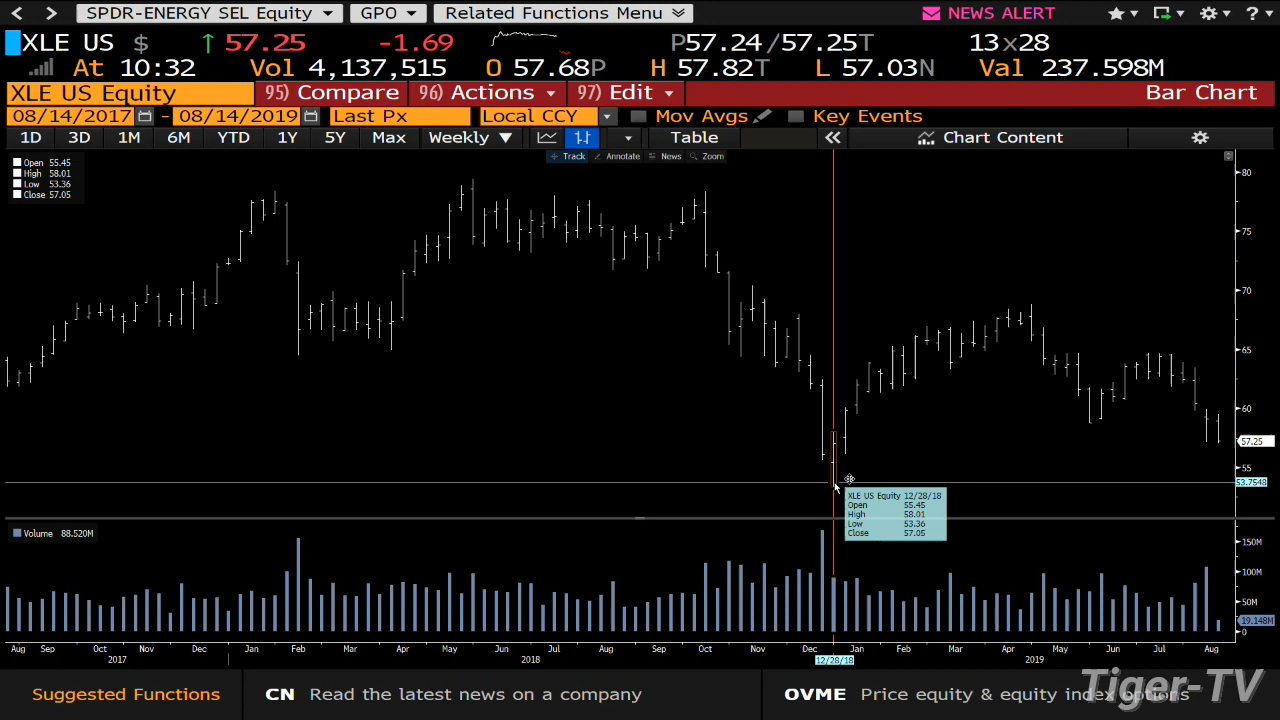 SPDR-ENERGY SEL Equity GPO Related Functions Menu NEWS ALERT ?
XLE US $ ↑ 57.25 -1.69 P57.24/57.25T 13x28
At 10:32 Vol 4,137,515 O 57.68P H 57.82T L 57.03N Val 237.598M
XLE US Equity 95) Compare 96) Actions 97) Edit Bar Chart
08/14/2017 - 08/14/2019 Last Px Local CCY Mov Avgs Key Events
1D 3D 1M 6M YTD 1Y 5Y Max Weekly ▼ Table « Chart Content
Track Annotate News Zoom
Open 55.45
High 58.01
Low 53.36
Close 57.05
80
75
70
65
60
57.25
55
53.7548
XLE US Equity 12/28/18
Open 55.45
High 58.01
Low 53.36
Close 57.05
Volume 88.520M
150M
100M
50M
19.148M
0
Aug Sep Oct Nov Dec Jan Feb Mar Apr May Jun Jul Aug Sep Oct Nov Dec Jan Feb Mar Apr May Jun Jul Aug
2017 2018 12/28/18 2019
Suggested Functions CN Read the latest news on a company OVME Price equity & equity index options
Tiger-TV